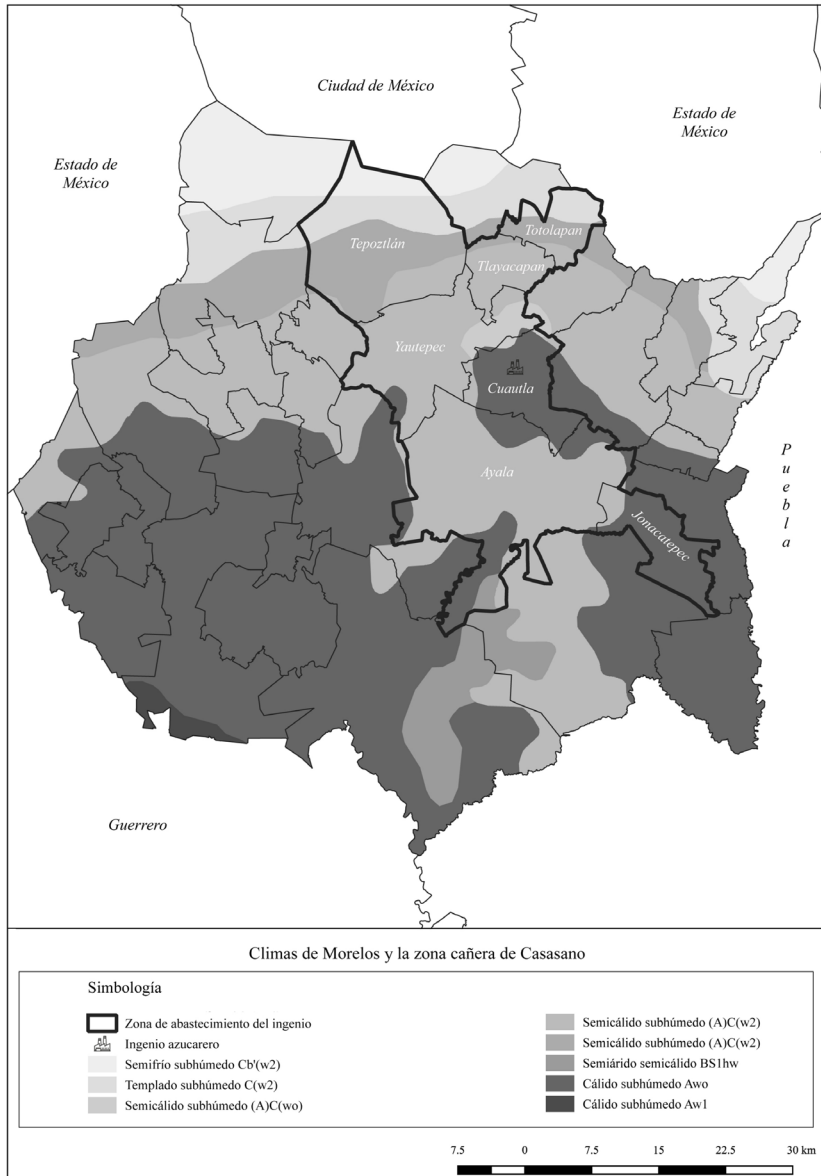 Ciudad de México
Estado de
México
Estado de
México
Tepoztlán
Totolapan
Tlayacapan
Yautepec
Cuautla
Ayala
Jonacatepec
Puebla
Guerrero
Climas de Morelos y la zona cañera de Casasano
Simbología
Zona de abastecimiento del ingenio
Ingenio azucarero
Semifrío subhúmedo Cb'(w2)
Templado subhúmedo C(w2)
Semicálido subhúmedo (A)C(wo)
Semicálido subhúmedo (A)C(w2)
Semicálido subhúmedo (A)C(w2)
Semiárido semicálido BS1hw
Cálido subhúmedo Awo
Cálido subhúmedo Aw1
7.5 0 7.5 15 22.5 30 km